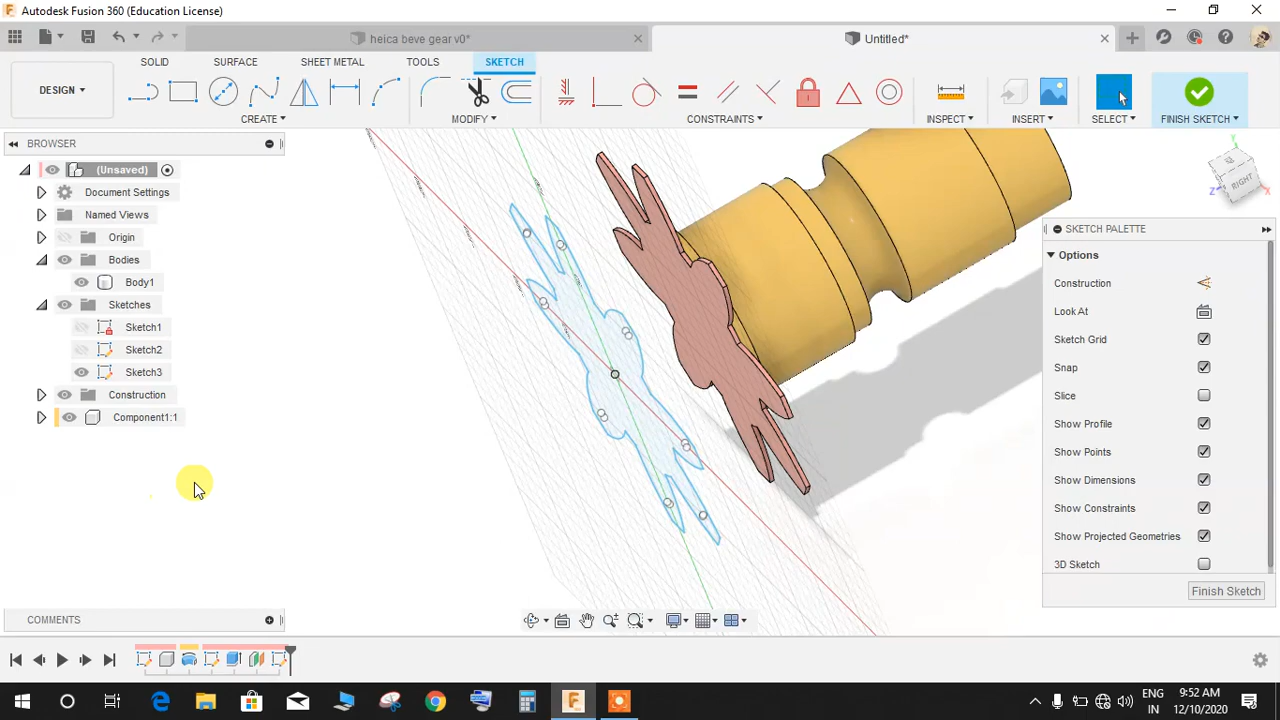 Autodesk Fusion 360 (Education License)
heica beve gear v0*
Untitled*
SOLID SURFACE SHEET METAL TOOLS SKETCH
DESIGN
CREATE MODIFY CONSTRAINTS INSPECT INSERT SELECT FINISH SKETCH
BROWSER
(Unsaved)
Document Settings
Named Views
Origin
Bodies
Body1
Sketches
Sketch1
Sketch2
Sketch3
Construction
Component1:1
RIGHT
Z
X
Y
SKETCH PALETTE
Options
Construction
Look At
Sketch Grid
Snap
Slice
Show Profile
Show Points
Show Dimensions
Show Constraints
Show Projected Geometries
3D Sketch
Finish Sketch
COMMENTS
ENG
IN
9:52 AM
12/10/2020